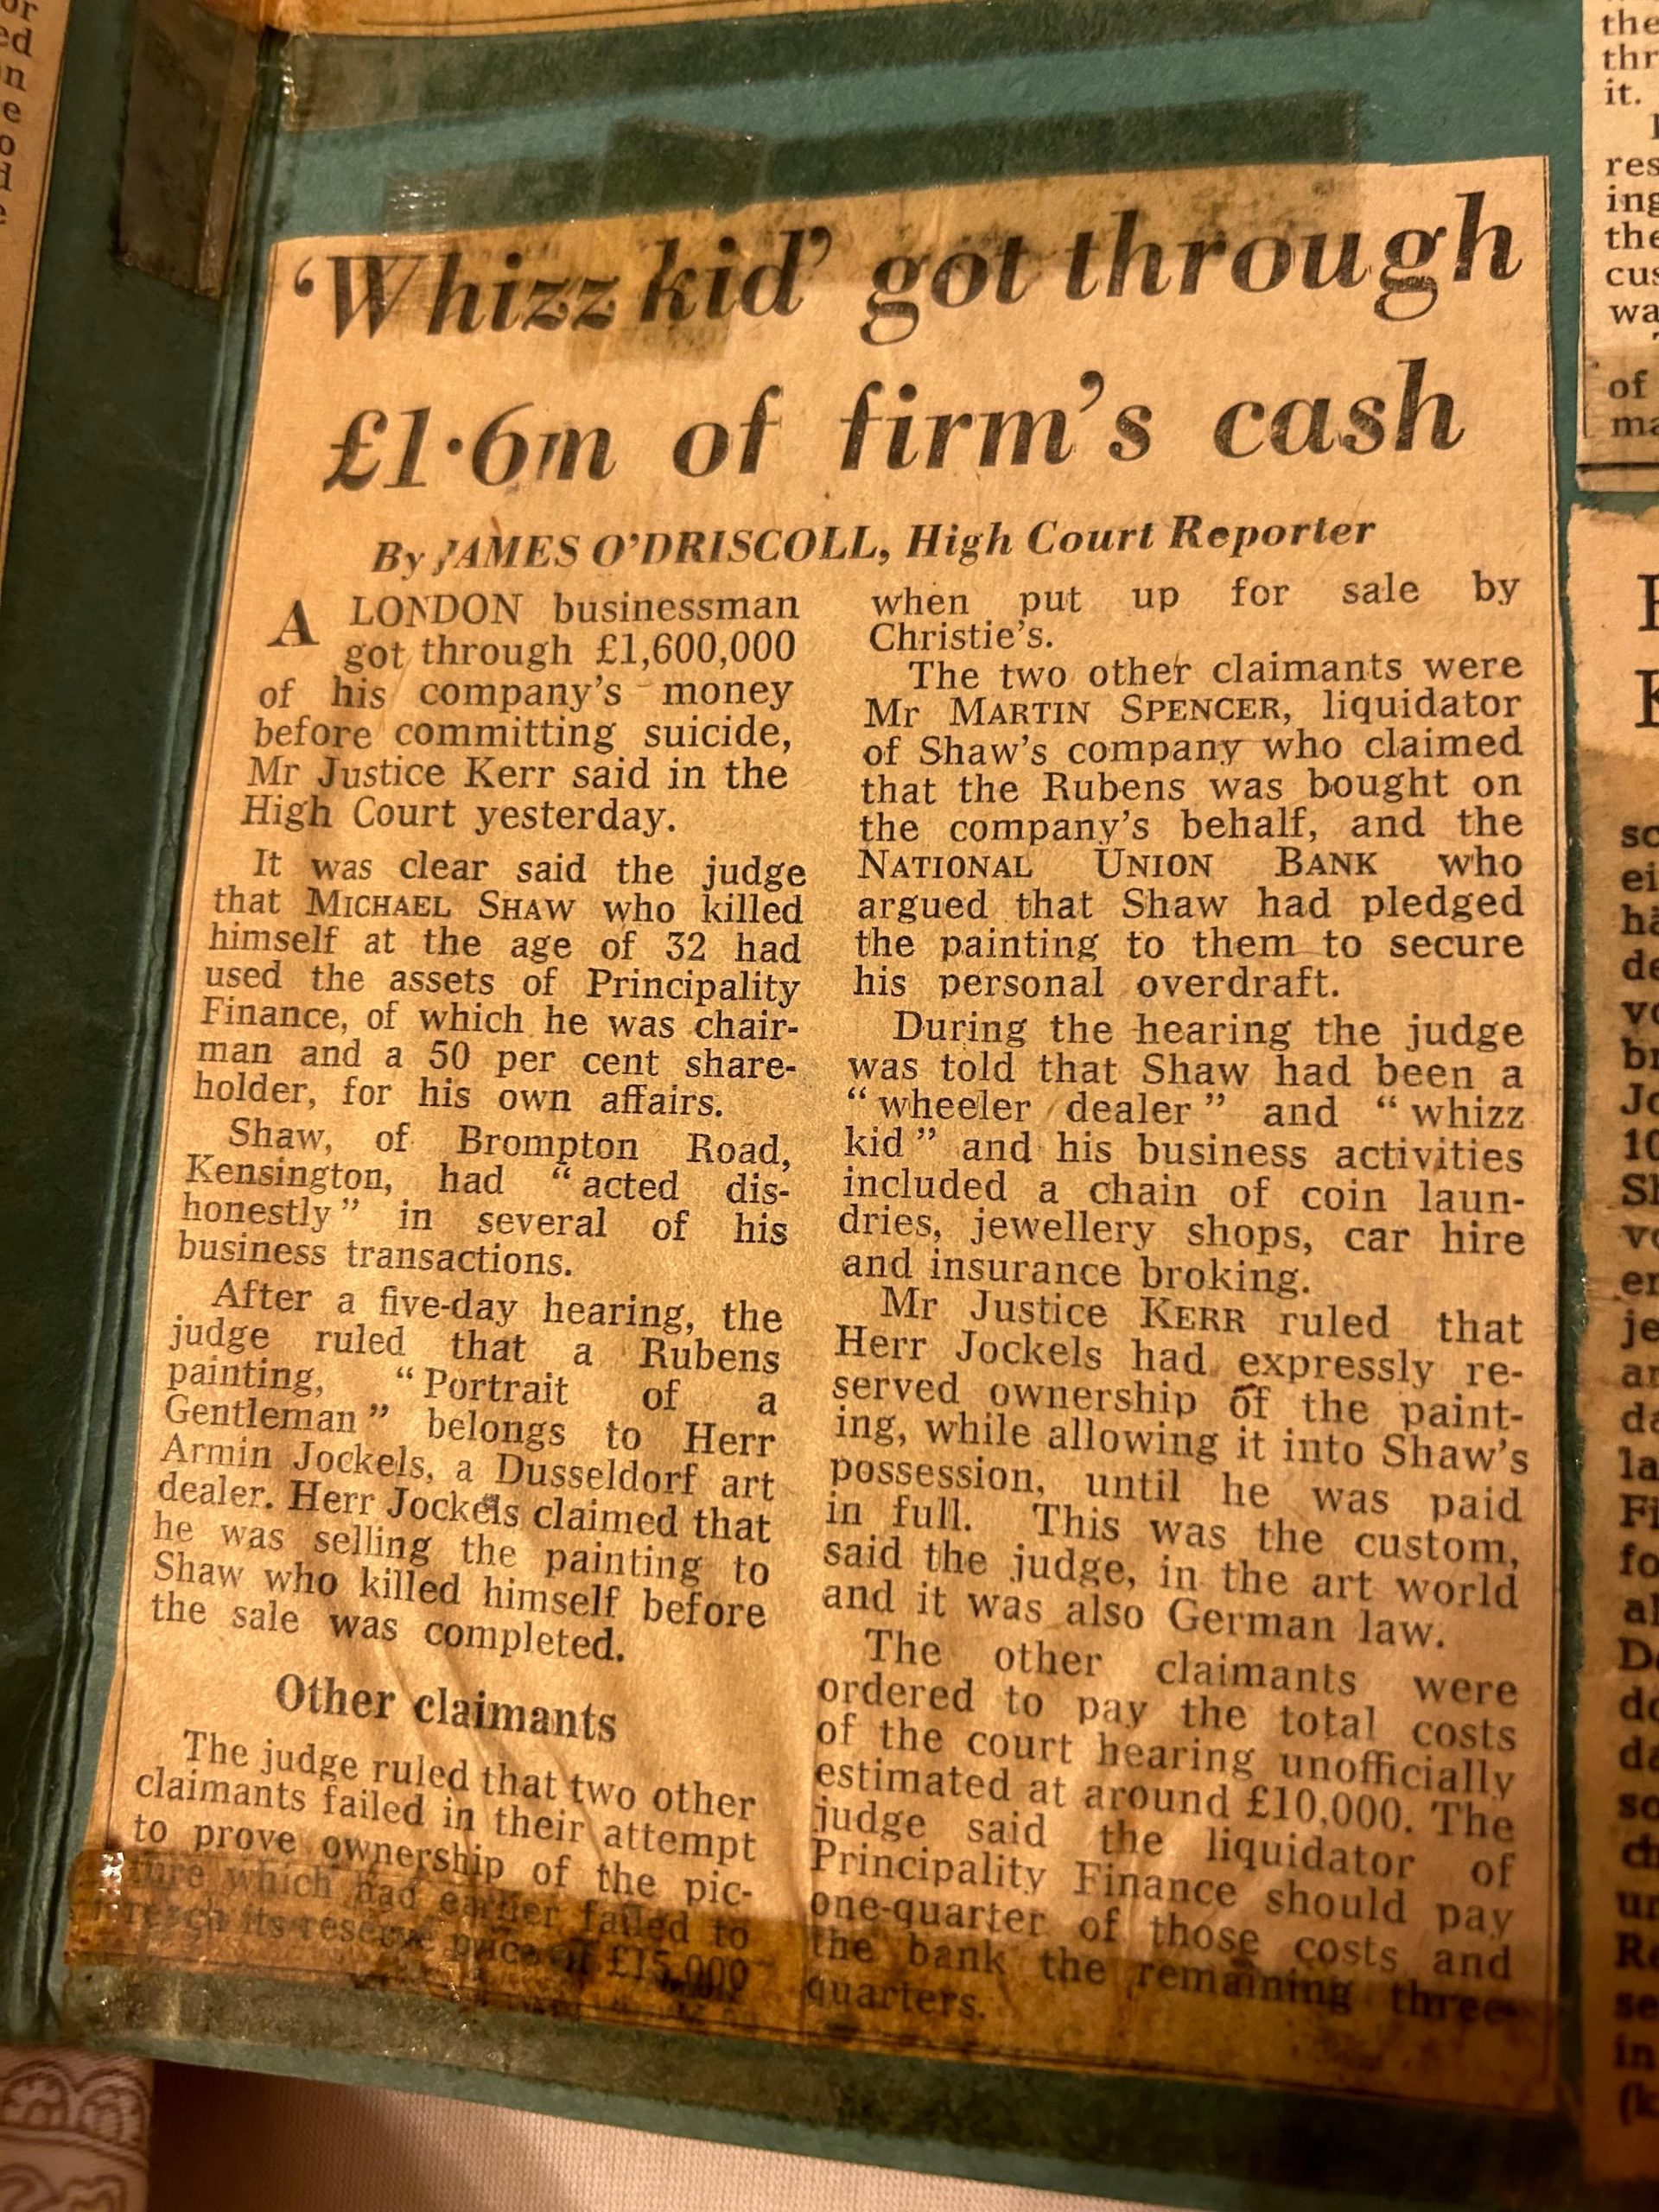 'Whizz kid' got through
£1·6m of firm's cash
By JAMES O'DRISCOLL, High Court Reporter
A LONDON businessman
got through £1,600,000
of his company's money
before committing suicide,
Mr Justice Kerr said in the
High Court yesterday.
It was clear said the judge
that MICHAEL SHAW who killed
himself at the age of 32 had
used the assets of Principality
Finance, of which he was chair-
man and a 50 per cent share-
holder, for his own affairs.
Shaw, of Brompton Road,
Kensington, had "acted dis-
honestly" in several of his
business transactions.
After a five-day hearing, the
judge ruled that a Rubens
painting, "Portrait of a
Gentleman" belongs to Herr
Armin Jockels, a Dusseldorf art
dealer. Herr Jockels claimed that
he was selling the painting to
Shaw who killed himself before
the sale was completed.
Other claimants
The judge ruled that two other
claimants failed in their attempt
to prove ownership of the pic-
ture which had earlier failed to
reach its reserve price of £15,000
when put up for sale by
Christie's.
The two other claimants were
Mr MARTIN SPENCER, liquidator
of Shaw's company who claimed
that the Rubens was bought on
the company's behalf, and the
NATIONAL UNION BANK who
argued that Shaw had pledged
the painting to them to secure
his personal overdraft.
During the hearing the judge
was told that Shaw had been a
"wheeler dealer" and "whizz
kid" and his business activities
included a chain of coin laun-
dries, jewellery shops, car hire
and insurance broking.
Mr Justice KERR ruled that
Herr Jockels had expressly re-
served ownership of the paint-
ing, while allowing it into Shaw's
possession, until he was paid
in full. This was the custom,
said the judge, in the art world
and it was also German law.
The other claimants were
ordered to pay the total costs
of the court hearing unofficially
estimated at around £10,000. The
judge said the liquidator of
Principality Finance should pay
one-quarter of those costs and
the bank the remaining three-
quarters.
the
it.
of